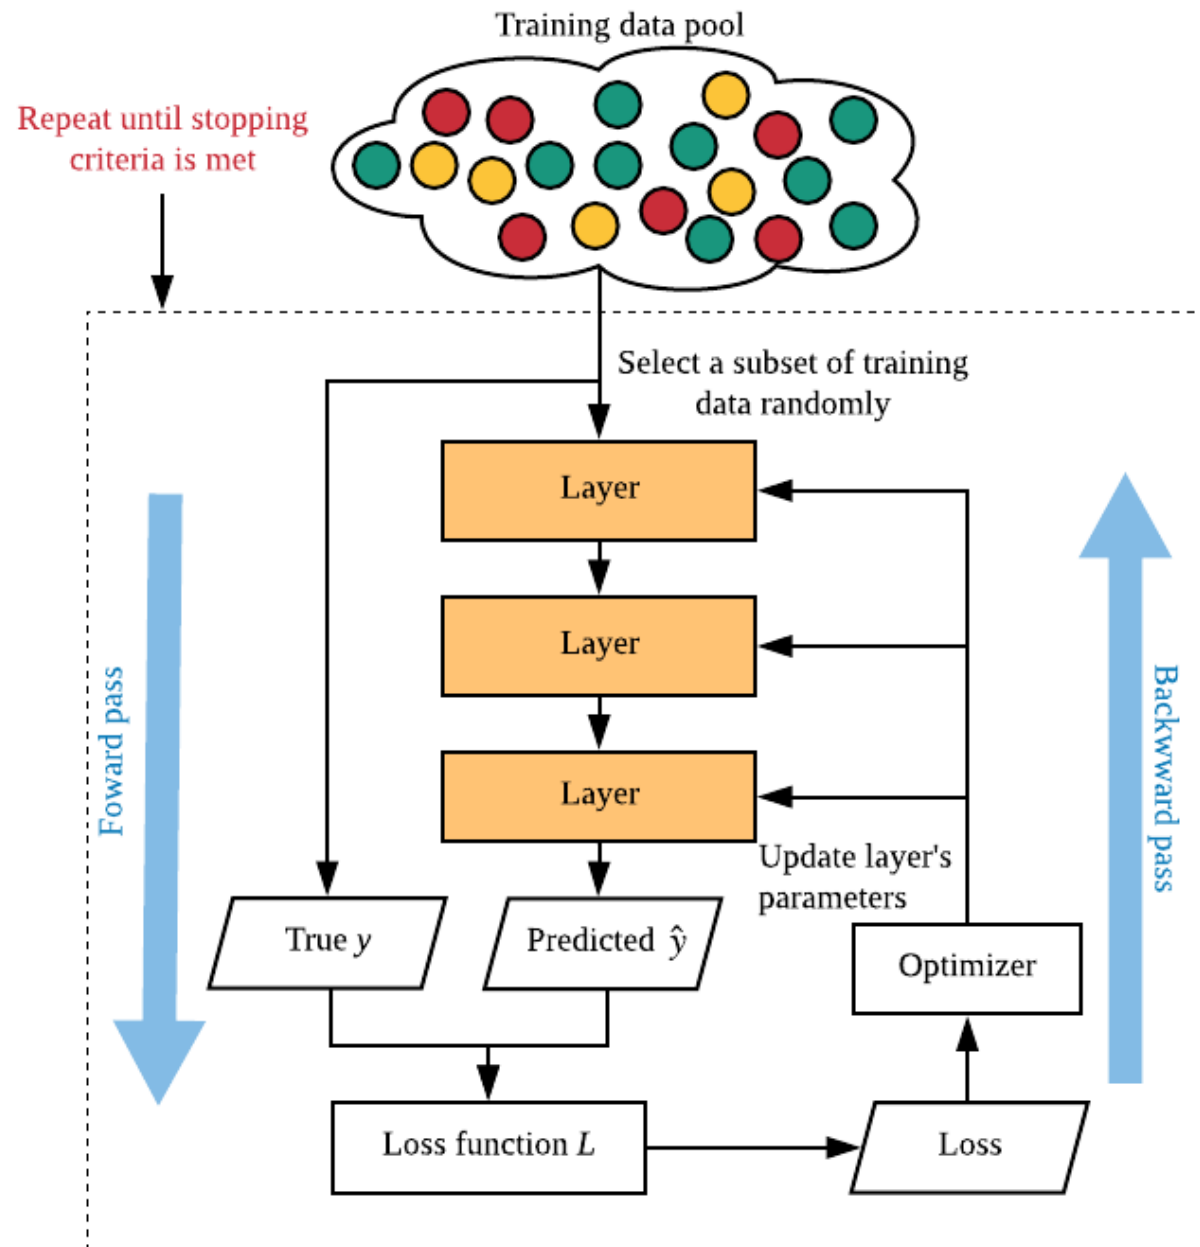 Training data pool
Repeat until stopping
criteria is met
Select a subset of training
data randomly
Layer
Layer
Layer
Foward pass
Backward pass
Update layer's
parameters
True y
Predicted ŷ
Optimizer
Loss function L
Loss